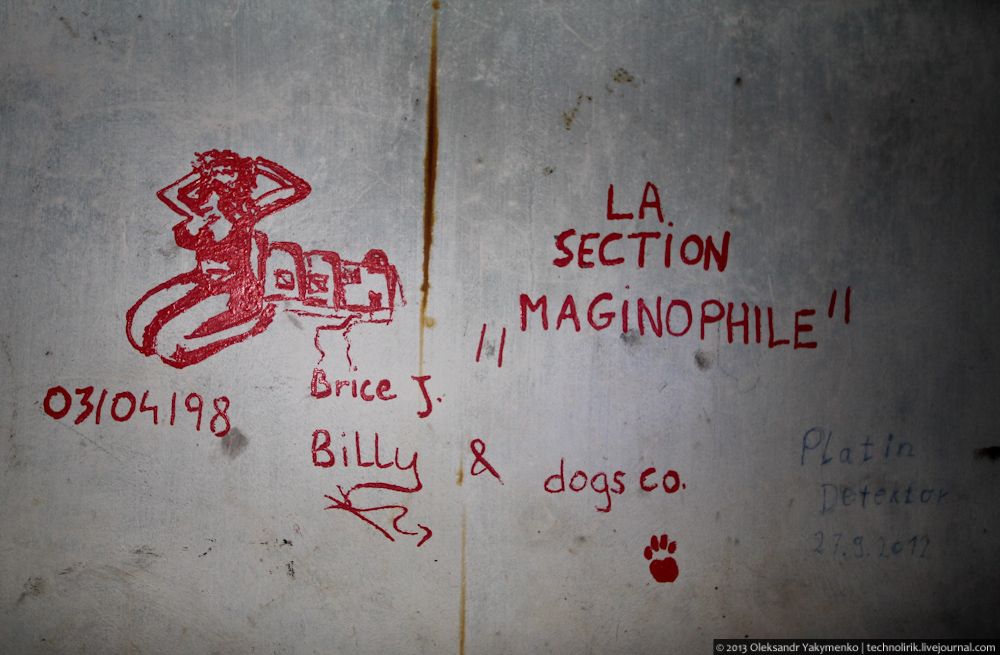 LA
SECTION
"MAGINOPHILE"
03/04/98
Brice J.
Billy & dogs co.
Platin
Detektor
27.9.2012
© 2013 Oleksandr Yakymenko | technolirik.livejournal.com